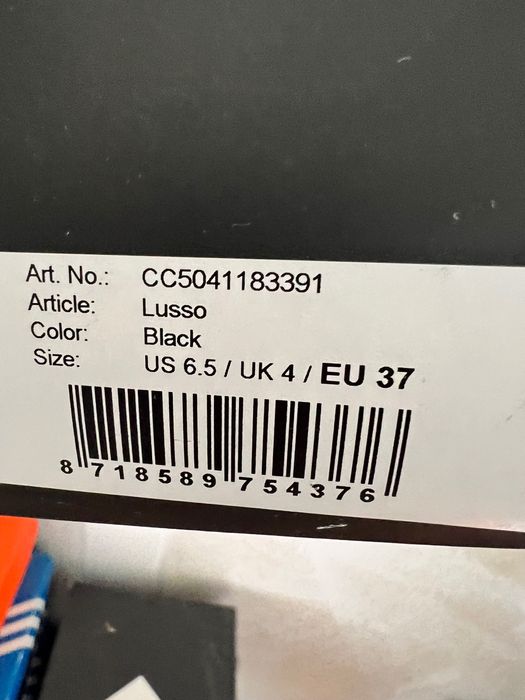 Art. No.: CC5041183391
Article: Lusso
Color: Black
Size: US 6.5 / UK 4 / EU 37
8 718589 754376